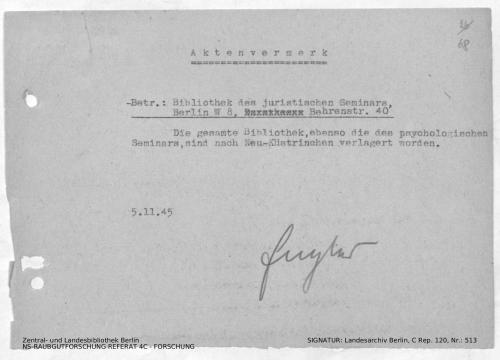 68
Aktenvermerk
Betr.: Bibliothek des juristischen Seminars,
Berlin W 8, Behrenstr. 40
Die gesamte Bibliothek,ebenso die des psychologischen
Seminars,sind nach Neu-Küstrinchen verlagert worden.
5.11.45
Zentral- und Landesbibliothek Berlin
NS-RAUBGUTFORSCHUNG REFERAT 4C - FORSCHUNG
SIGNATUR: Landesarchiv Berlin, C Rep. 120, Nr.: 513